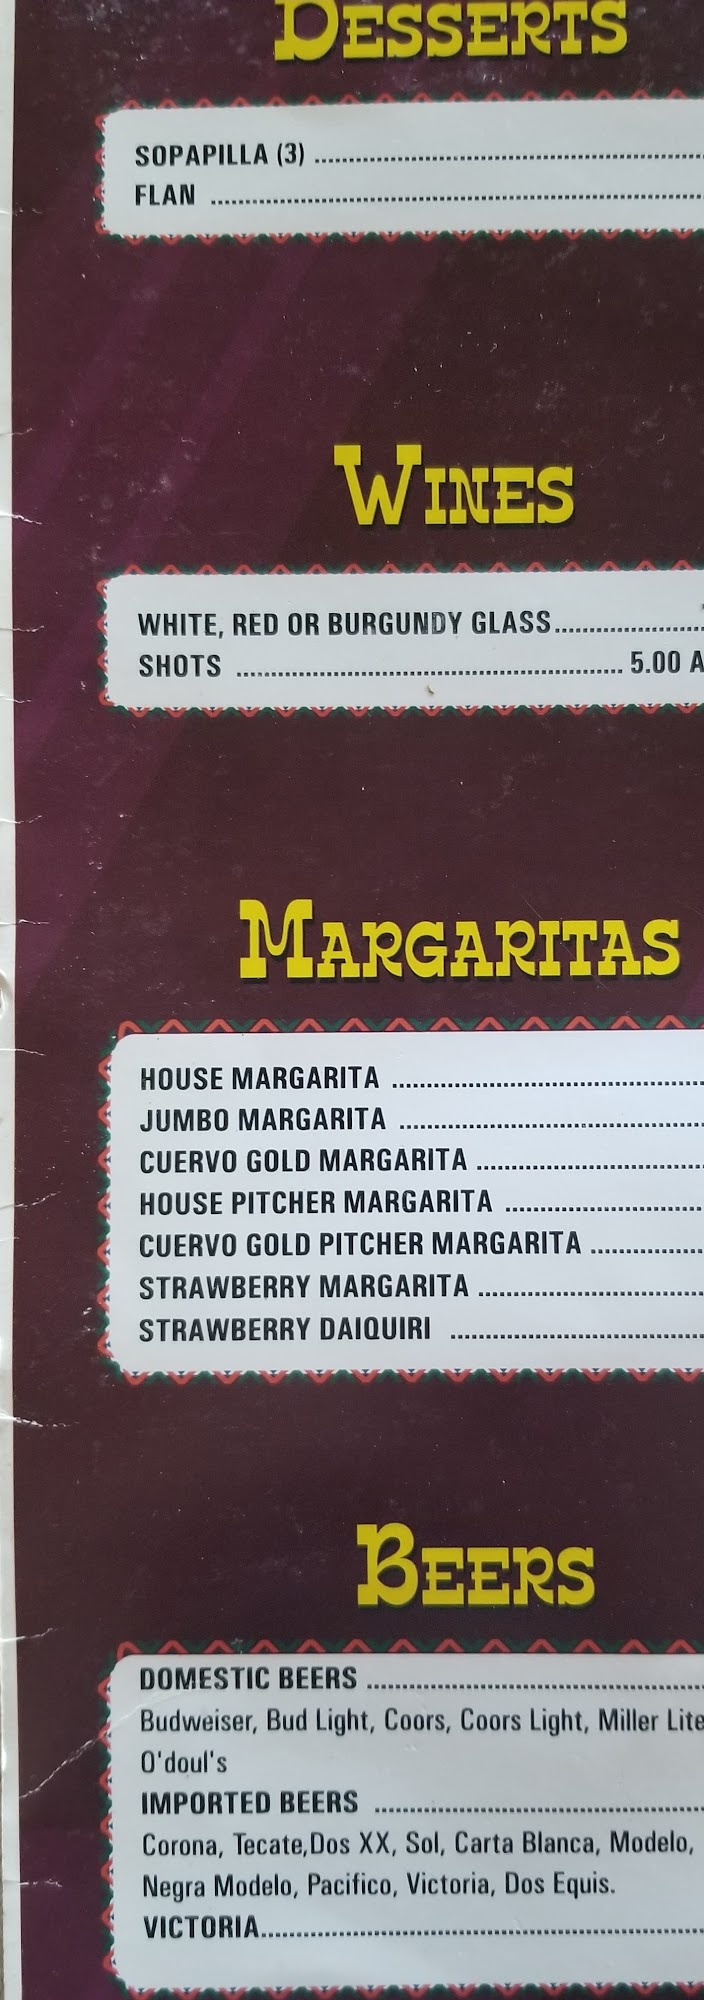 DESSERTS
SOPAPILLA (3) ........................................
FLAN ........................................
WINES
WHITE, RED OR BURGUNDY GLASS........................
SHOTS ........................................ 5.00 A
MARGARITAS
HOUSE MARGARITA ........................................
JUMBO MARGARITA ........................................
CUERVO GOLD MARGARITA ................................
HOUSE PITCHER MARGARITA ............................
CUERVO GOLD PITCHER MARGARITA ................
STRAWBERRY MARGARITA ................................
STRAWBERRY DAIQUIRI ................................
BEERS
DOMESTIC BEERS ........................................
Budweiser, Bud Light, Coors, Coors Light, Miller Lite
O'doul's
IMPORTED BEERS ........................................
Corona, Tecate,Dos XX, Sol, Carta Blanca, Modelo,
Negra Modelo, Pacifico, Victoria, Dos Equis.
VICTORIA........................................